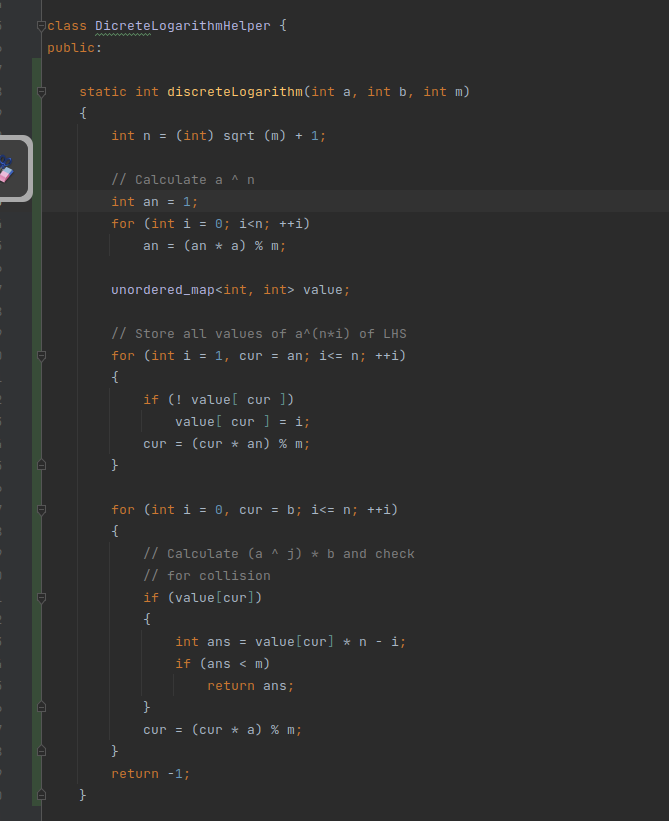 class DicreteLogarithmHelper {
public:
static int discreteLogarithm(int a, int b, int m)
{
int n = (int) sqrt (m) + 1;
// Calculate a ^ n
int an = 1;
for (int i = 0; i<n; ++i)
an = (an * a) % m;
unordered_map<int, int> value;
// Store all values of a^(n*i) of LHS
for (int i = 1, cur = an; i<= n; ++i)
{
if (! value[ cur ])
value[ cur ] = i;
cur = (cur * an) % m;
}
for (int i = 0, cur = b; i<= n; ++i)
{
// Calculate (a ^ j) * b and check
// for collision
if (value[cur])
{
int ans = value[cur] * n - i;
if (ans < m)
return ans;
}
cur = (cur * a) % m;
}
return -1;
}